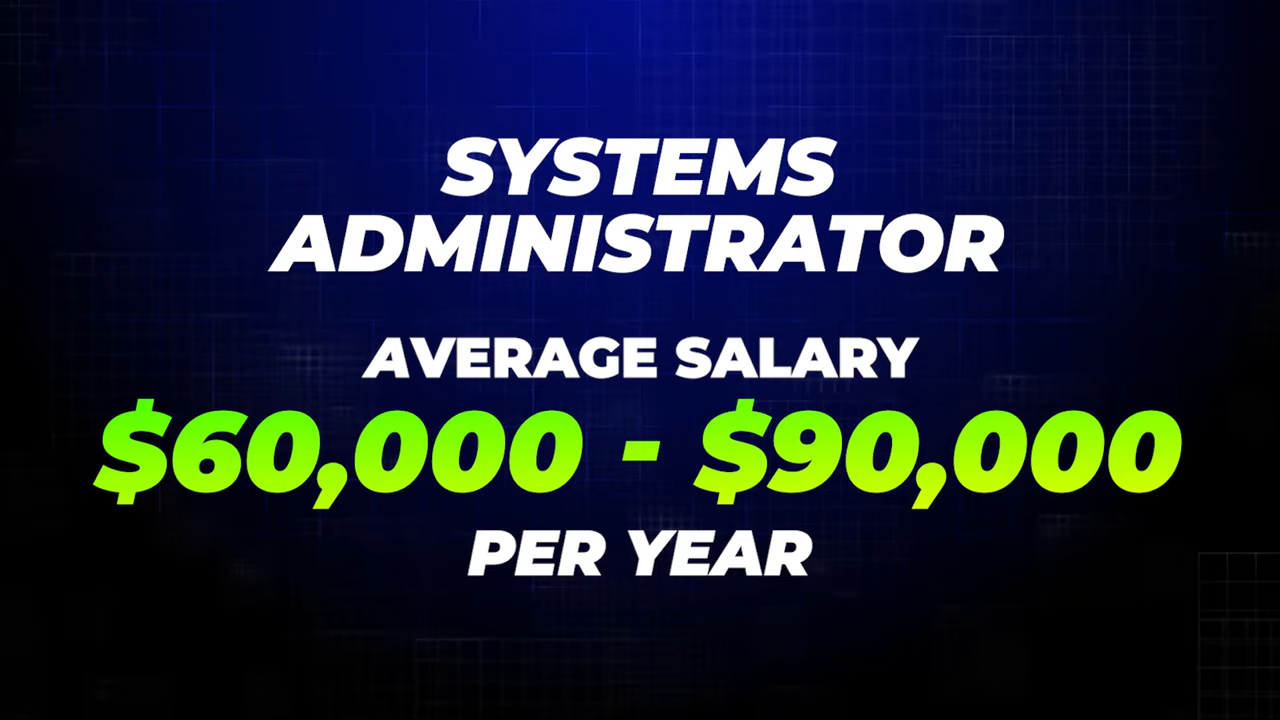 SYSTEMS
ADMINISTRATOR
AVERAGE SALARY
$60,000 - $90,000
PER YEAR